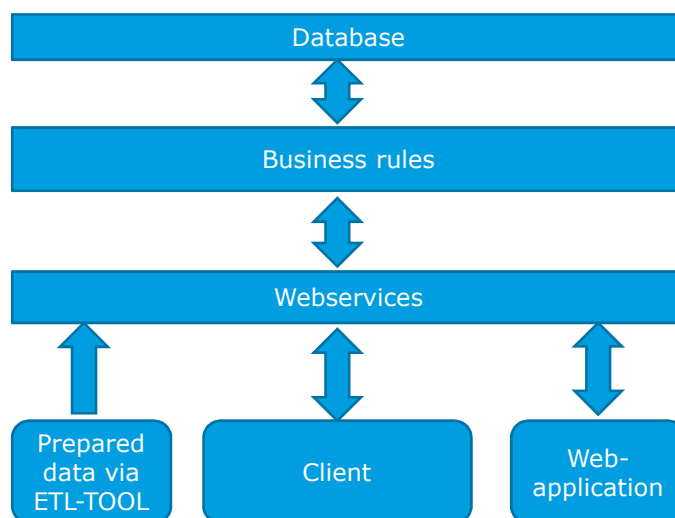 Database
Business rules
Webservices
Prepared
data via
ETL-TOOL
Client
Web-
application